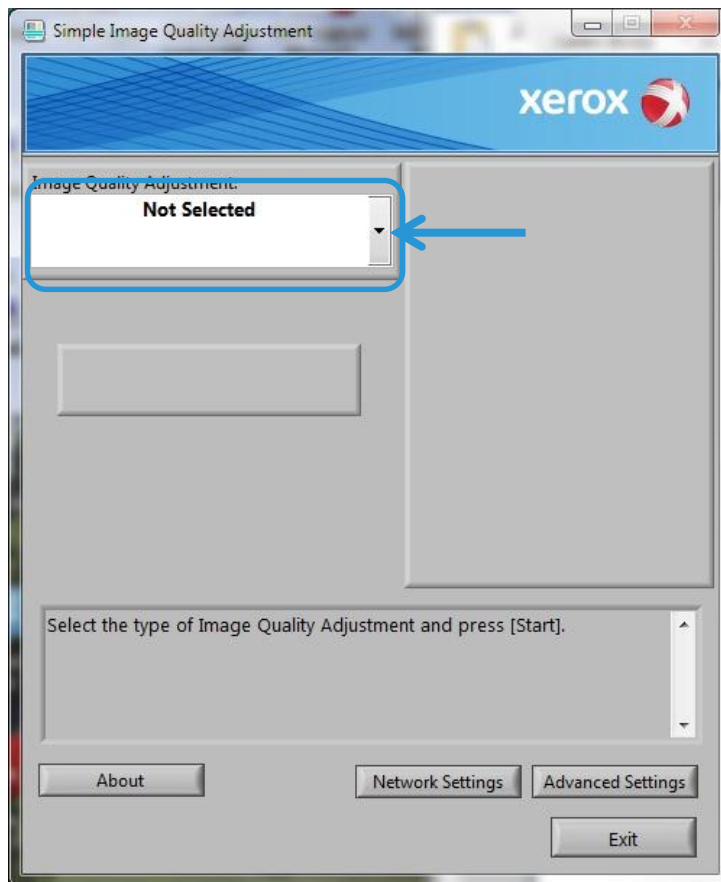 Simple Image Quality Adjustment
xerox
Image Quality Adjustment:
Not Selected
Select the type of Image Quality Adjustment and press [Start].
About
Network Settings
Advanced Settings
Exit